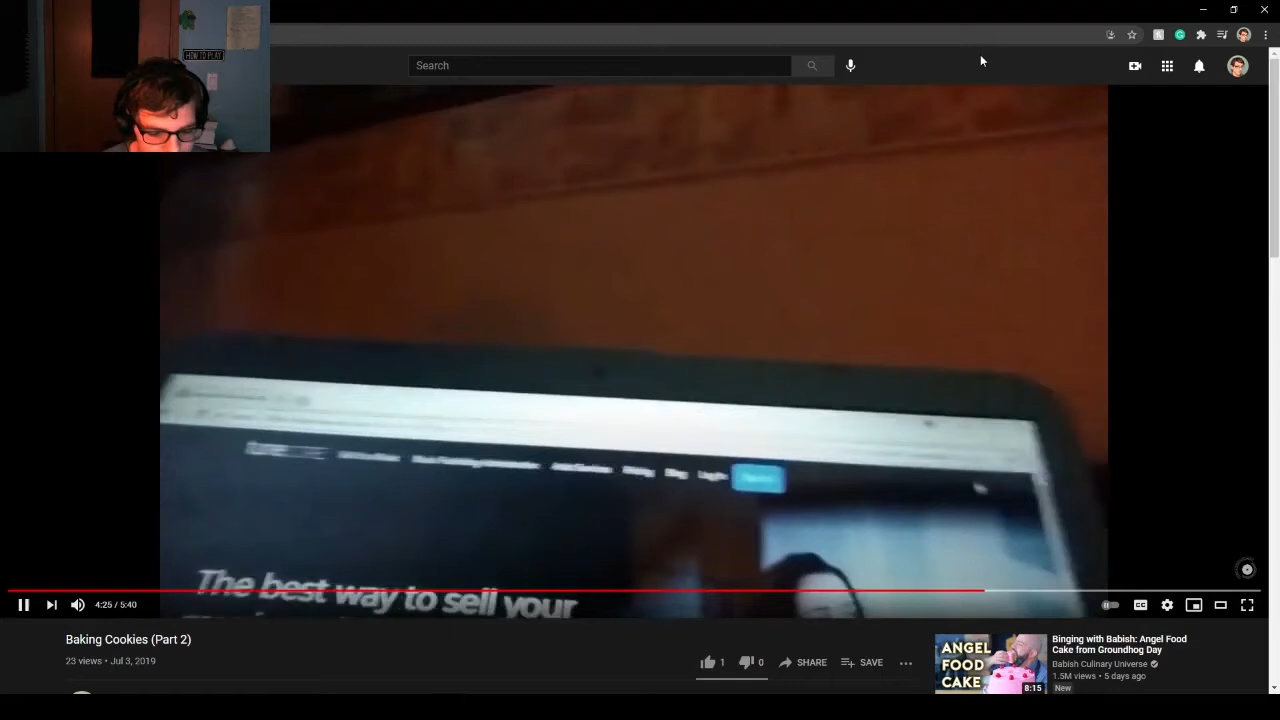 HOW TO PLAY
Search
Blog
The best way to sell your
4:25 / 5:40
CC
Baking Cookies (Part 2)
23 views • Jul 3, 2019
1
0
SHARE
SAVE
ANGEL
FOOD
CAKE
8:15
Binging with Babish: Angel Food
Cake from Groundhog Day
Babish Culinary Universe
1.5M views • 5 days ago
New